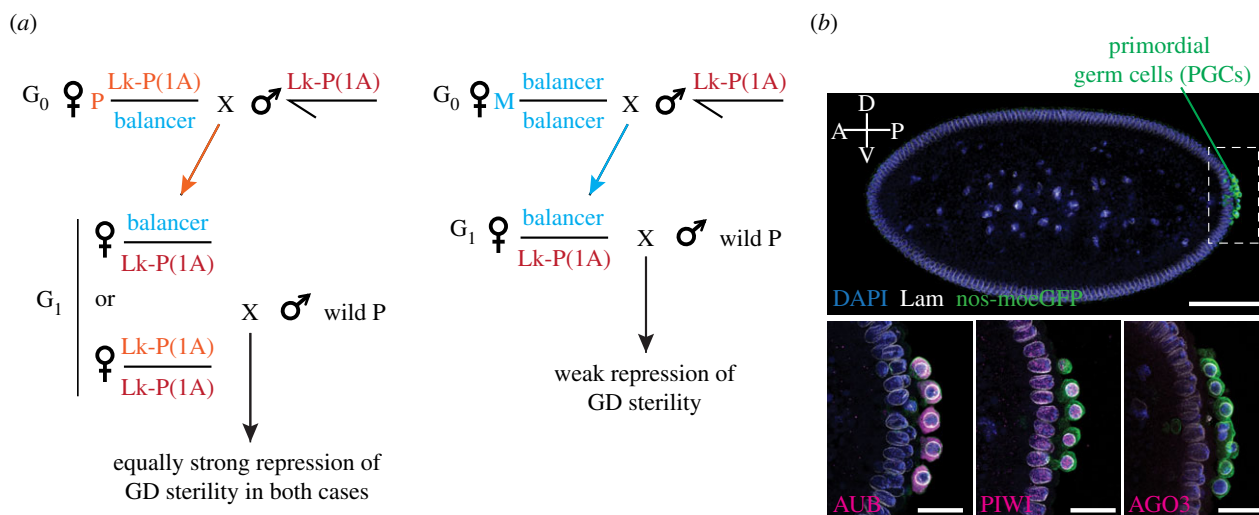 (a)
G0 ♀ P Lk-P(1A) X ♂ Lk-P(1A)
balancer
G1
♀ balancer
Lk-P(1A)
or
X ♂ wild P
♀ Lk-P(1A)
Lk-P(1A)
equally strong repression of
GD sterility in both cases
G0 ♀ M balancer X ♂ Lk-P(1A)
balancer
G1 ♀ balancer X ♂ wild P
Lk-P(1A)
weak repression of
GD sterility
(b)
primordial
germ cells (PGCs)
D
A P
V
DAPI Lam nos-moeGFP
AUB PIWI AGO3